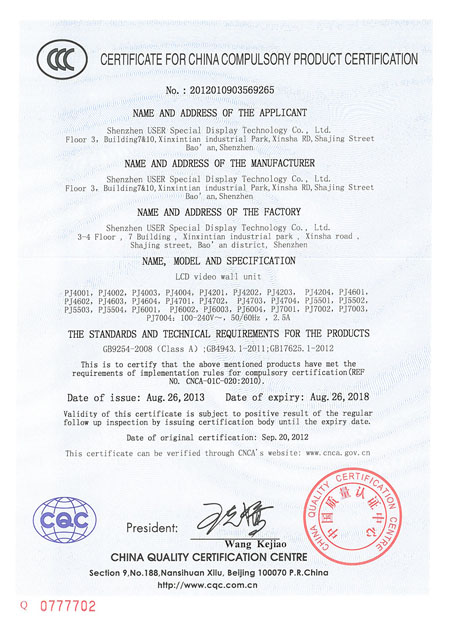 CCC
CERTIFICATE FOR CHINA COMPULSORY PRODUCT CERTIFICATION
No.: 2012010903569265
NAME AND ADDRESS OF THE APPLICANT
Shenzhen USER Special Display Technology Co., Ltd.
Floor 3, Building7&10,Xinxintian industrial Park,Xinsha RD,Shajing Street
Bao'an,Shenzhen
NAME AND ADDRESS OF THE MANUFACTURER
Shenzhen USER Special Display Technology Co., Ltd.
Floor 3, Building7&10,Xinxintian industrial Park,Xinsha RD,Shajing Street
Bao'an,Shenzhen
NAME AND ADDRESS OF THE FACTORY
Shenzhen USER Special Display Technology Co., Ltd.
3-4 Floor , 7 Building , Xinxintian industrial park , Xinsha road ,
Shajing street, Bao'an district, Shenzhen
NAME, MODEL AND SPECIFICATION
LCD video wall unit
PJ4001, PJ4002, PJ4003, PJ4004, PJ4201, PJ4202, PJ4203, PJ4204, PJ4601,
PJ4602, PJ4603, PJ4604, PJ4701, PJ4702, PJ4703, PJ4704, PJ5501, PJ5502,
PJ5503, PJ5504, PJ6001, PJ6002, PJ6003, PJ6004, PJ7001, PJ7002, PJ7003,
PJ7004; 100-240V~, 50/60Hz , 2.5A
THE STANDARDS AND TECHNICAL REQUIREMENTS FOR THE PRODUCTS
GB9254-2008 (Class A) ;GB4943.1-2011;GB17625.1-2012
This is to certify that the above mentioned products have met the
requirements of implementation rules for compulsory certification(REF
NO. CNCA-01C-020:2010).
Date of issue: Aug.26,2013 Date of expiry: Aug.26,2018
Validity of this certificate is subject to positive result of the regular
follow up inspection by issuing certification body until the expiry date.
Date of original certification: Sep.20,2012
This certificate can be verified through CNCA's website: www.cnca.gov.cn
CQC
President:
Wang Kejiao
CHINA QUALITY CERTIFICATION CENTRE
中国质量认证中心
CHINA QUALITY CERTIFICATION CENTRE
Section 9,No.188,Nansihuan Xilu, Beijing 100070 P.R.China
http://www.cqc.com.cn
Q 0777702